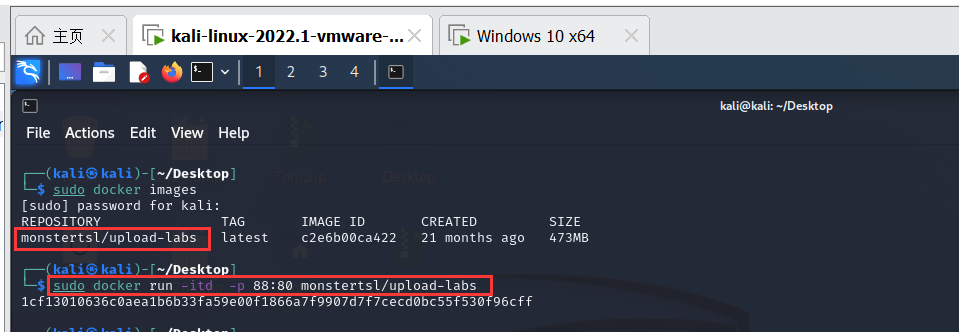 主页 kali-linux-2022.1-vmware-... Windows 10 x64
1 2 3 4
kali@kali: ~/Desktop
File Actions Edit View Help
Torn.zip Desktop
┌──(kali㉿kali)-[~/Desktop]
└─$ sudo docker images
[sudo] password for kali:
REPOSITORY TAG IMAGE ID CREATED SIZE
monstertsl/upload-labs latest c2e6b00ca422 21 months ago 473MB
┌──(kali㉿kali)-[~/Desktop]
└─$ sudo docker run -itd -p 88:80 monstertsl/upload-labs
1cf13010636c0aea1b6b33fa59e00f1866a7f9907d7f7cecd0bc55f530f96cff